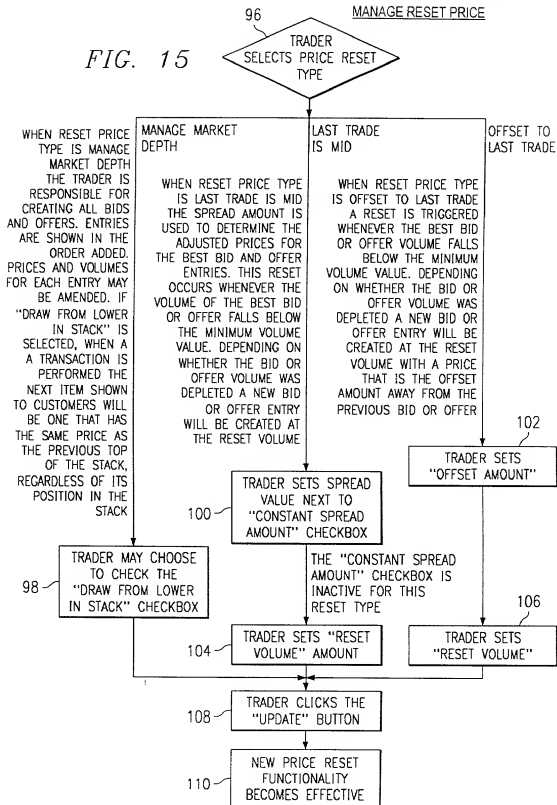 MANAGE RESET PRICE
FIG. 15
96
TRADER
SELECTS PRICE RESET
TYPE
MANAGE MARKET
DEPTH
WHEN RESET PRICE
TYPE IS MANAGE
MARKET DEPTH
THE TRADER IS
RESPONSIBLE FOR
CREATING ALL BIDS
AND OFFERS. ENTRIES
ARE SHOWN IN THE
ORDER ADDED.
PRICES AND VOLUMES
FOR EACH ENTRY MAY
BE AMENDED. IF
"DRAW FROM LOWER
IN STACK" IS
SELECTED, WHEN A
A TRANSACTION IS
PERFORMED THE
NEXT ITEM SHOWN
TO CUSTOMERS WILL
BE ONE THAT HAS
THE SAME PRICE AS
THE PREVIOUS TOP
OF THE STACK,
REGARDLESS OF ITS
POSITION IN THE
STACK
98
TRADER MAY CHOOSE
TO CHECK THE
"DRAW FROM LOWER
IN STACK" CHECKBOX
LAST TRADE
IS MID
WHEN RESET PRICE TYPE
IS LAST TRADE IS MID
THE SPREAD AMOUNT IS
USED TO DETERMINE THE
ADJUSTED PRICES FOR
THE BEST BID AND OFFER
ENTRIES. THIS RESET
OCCURS WHENEVER THE
VOLUME OF THE BEST BID
OR OFFER FALLS BELOW
THE MINIMUM VOLUME
VALUE. DEPENDING ON
WHETHER THE BID OR
OFFER VOLUME WAS
DEPLETED A NEW BID
OR OFFER ENTRY
WILL BE CREATED AT
THE RESET VOLUME
100
TRADER SETS SPREAD
VALUE NEXT TO
"CONSTANT SPREAD
AMOUNT" CHECKBOX
THE "CONSTANT SPREAD
AMOUNT" CHECKBOX IS
INACTIVE FOR THIS
RESET TYPE
104
TRADER SETS "RESET
VOLUME" AMOUNT
OFFSET TO
LAST TRADE
WHEN RESET PRICE TYPE
IS OFFSET TO LAST TRADE
A RESET IS TRIGGERED
WHENEVER THE BEST BID
OR OFFER VOLUME FALLS
BELOW THE MINIMUM
VOLUME VALUE. DEPENDING
ON WHETHER THE BID OR
OFFER VOLUME WAS
DEPLETED A NEW BID OR
OFFER ENTRY WILL BE
CREATED AT THE RESET
VOLUME WITH A PRICE
THAT IS THE OFFSET
AMOUNT AWAY FROM THE
PREVIOUS BID OR OFFER
102
TRADER SETS
"OFFSET AMOUNT"
106
TRADER SETS
"RESET VOLUME"
108
TRADER CLICKS THE
"UPDATE" BUTTON
110
NEW PRICE RESET
FUNCTIONALITY
BECOMES EFFECTIVE